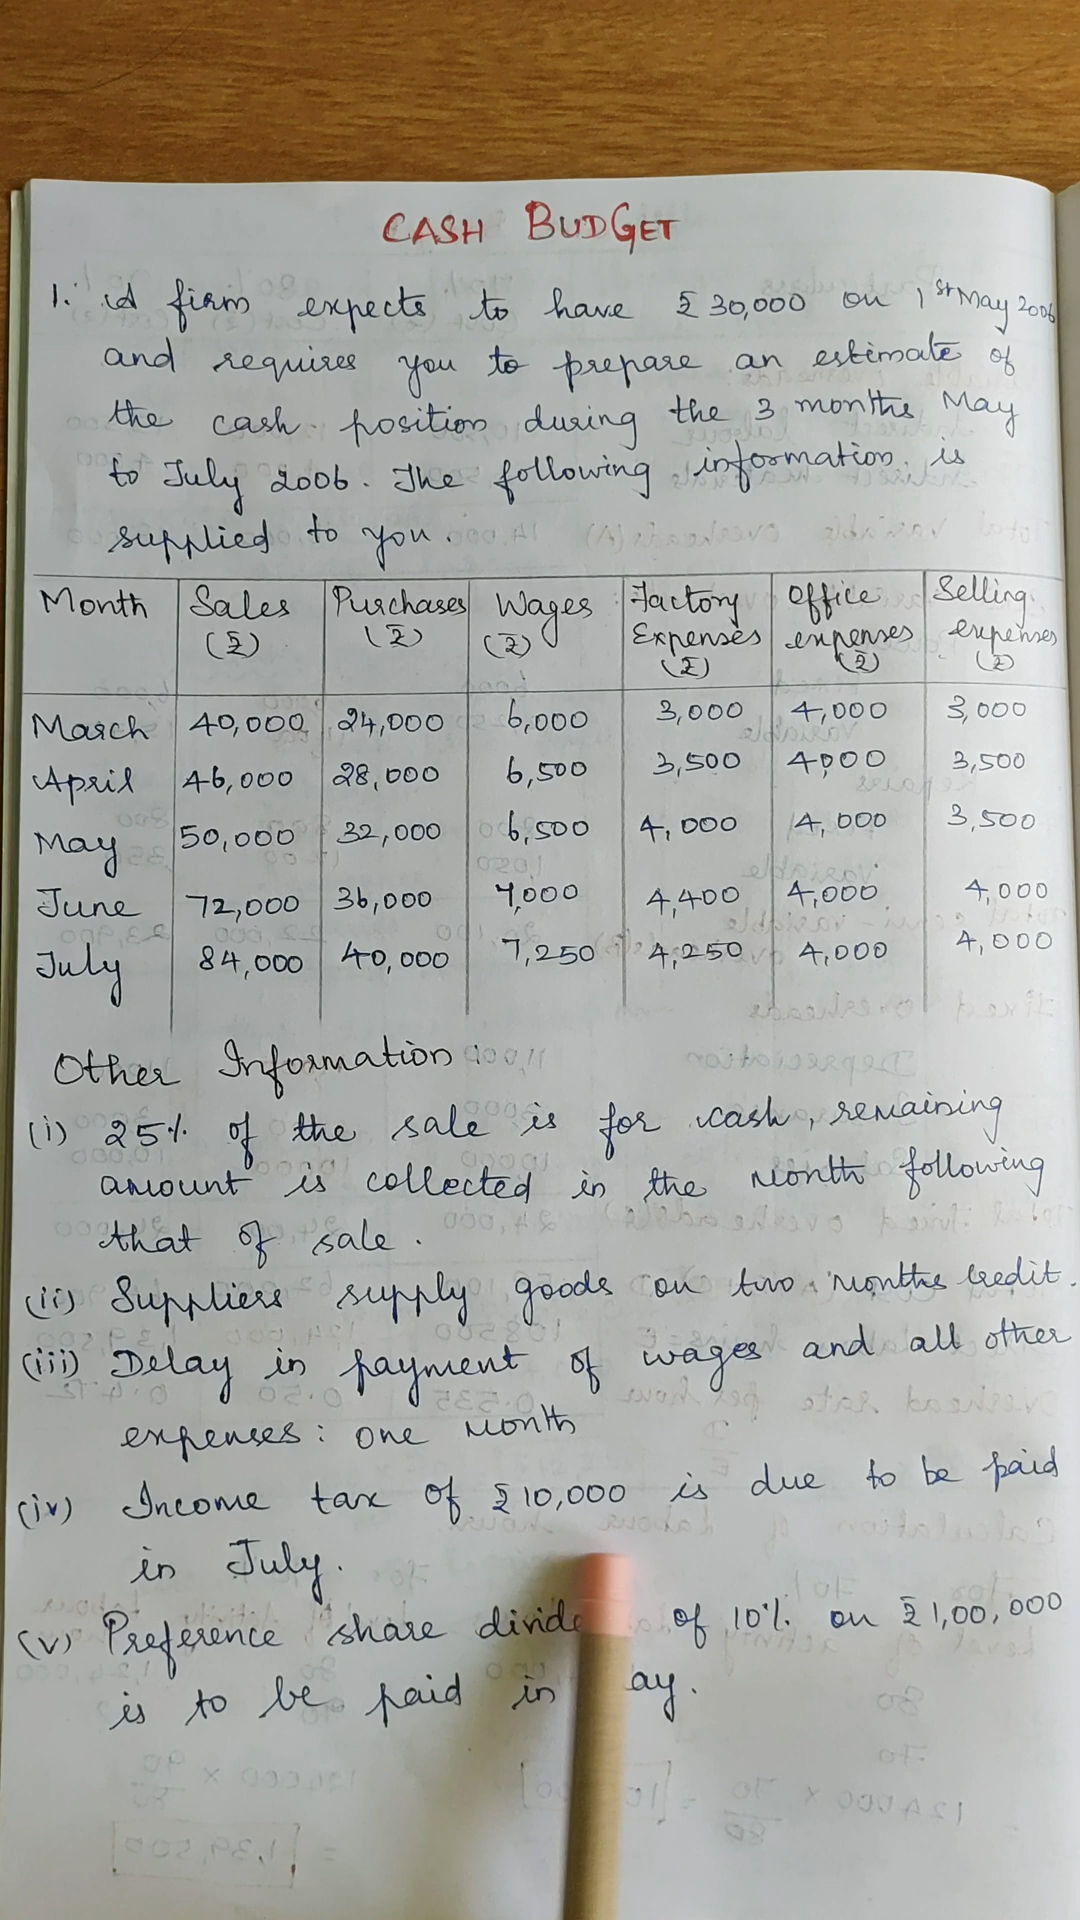 CASH BUDGET
1. A firm expects to have ₹ 30,000 on 1st May 2006
and requires you to prepare an estimate of
the cash position during the 3 months May
to July 2006. The following information is
supplied to you.
Month Sales (₹) Purchases (₹) Wages (₹) Factory Expenses (₹) Office expenses (₹) Selling expenses (₹)
March 40,000 24,000 6,000 3,000 4,000 3,000
April 46,000 28,000 6,500 3,500 4000 3,500
May 50,000 32,000 6,500 4,000 4,000 3,500
June 72,000 36,000 7,000 4,400 4,000 4,000
July 84,000 40,000 7,250 4,250 4,000 4,000
Other Information:
(i) 25% of the sale is for cash, remaining
amount is collected in the month following
that of sale.
(ii) Suppliers supply goods on two months credit.
(iii) Delay in payment of wages and all other
expenses: one month
(iv) Income tax of ₹ 10,000 is due to be paid
in July.
(v) Preference share of 10% on ₹ 1,00,000
is to be paid in